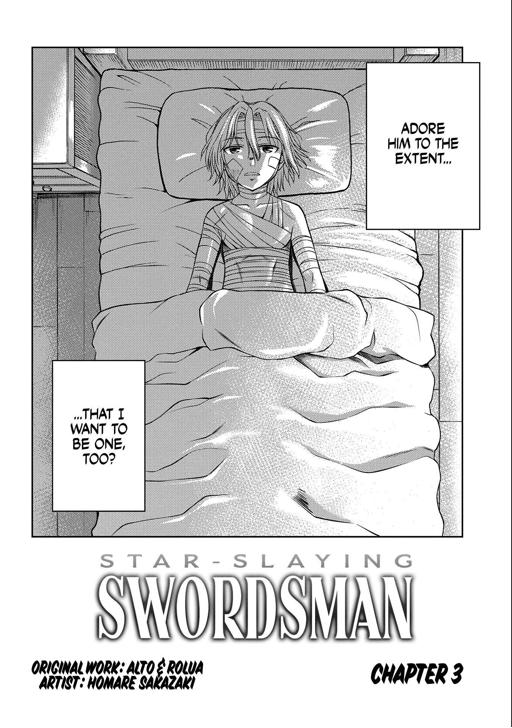 ADORE
HIM TO THE
EXTENT...
...THAT I
WANT TO
BE ONE,
TOO?
STAR-SLAYING
SWORDSMAN
ORIGINAL WORK: ALTO & ROLUA
ARTIST: HOMARE SAKAZAKI
CHAPTER 3